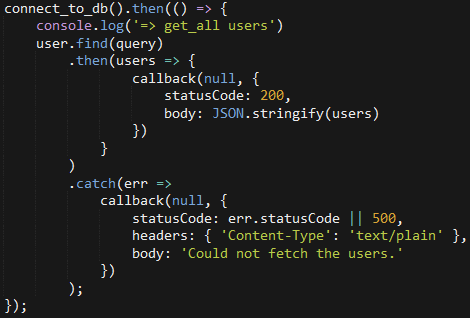 connect_to_db().then(() => {
    console.log('=> get_all users')
    user.find(query)
        .then(users => {
                callback(null, {
                    statusCode: 200,
                    body: JSON.stringify(users)
                })
            }
        )
        .catch(err =>
            callback(null, {
                statusCode: err.statusCode || 500,
                headers: { 'Content-Type': 'text/plain' },
                body: 'Could not fetch the users.'
            })
        );
});